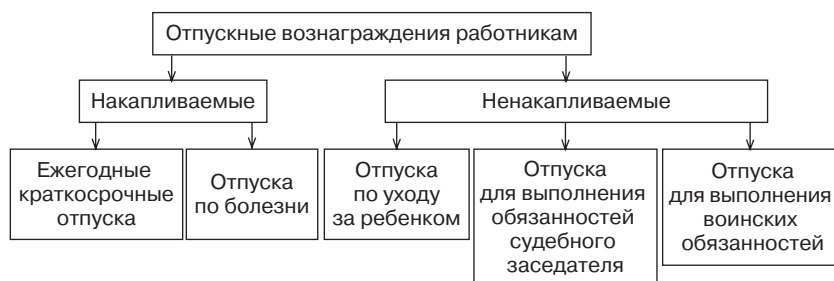 Отпускные вознаграждения работникам
Накапливаемые
Ненакапливаемые
Ежегодные
краткосрочные
отпуска
Отпуска
по болезни
Отпуска
по уходу
за ребенком
Отпуска
для выполнения
обязанностей
судебного
заседателя
Отпуска
для выполнения
воинских
обязанностей